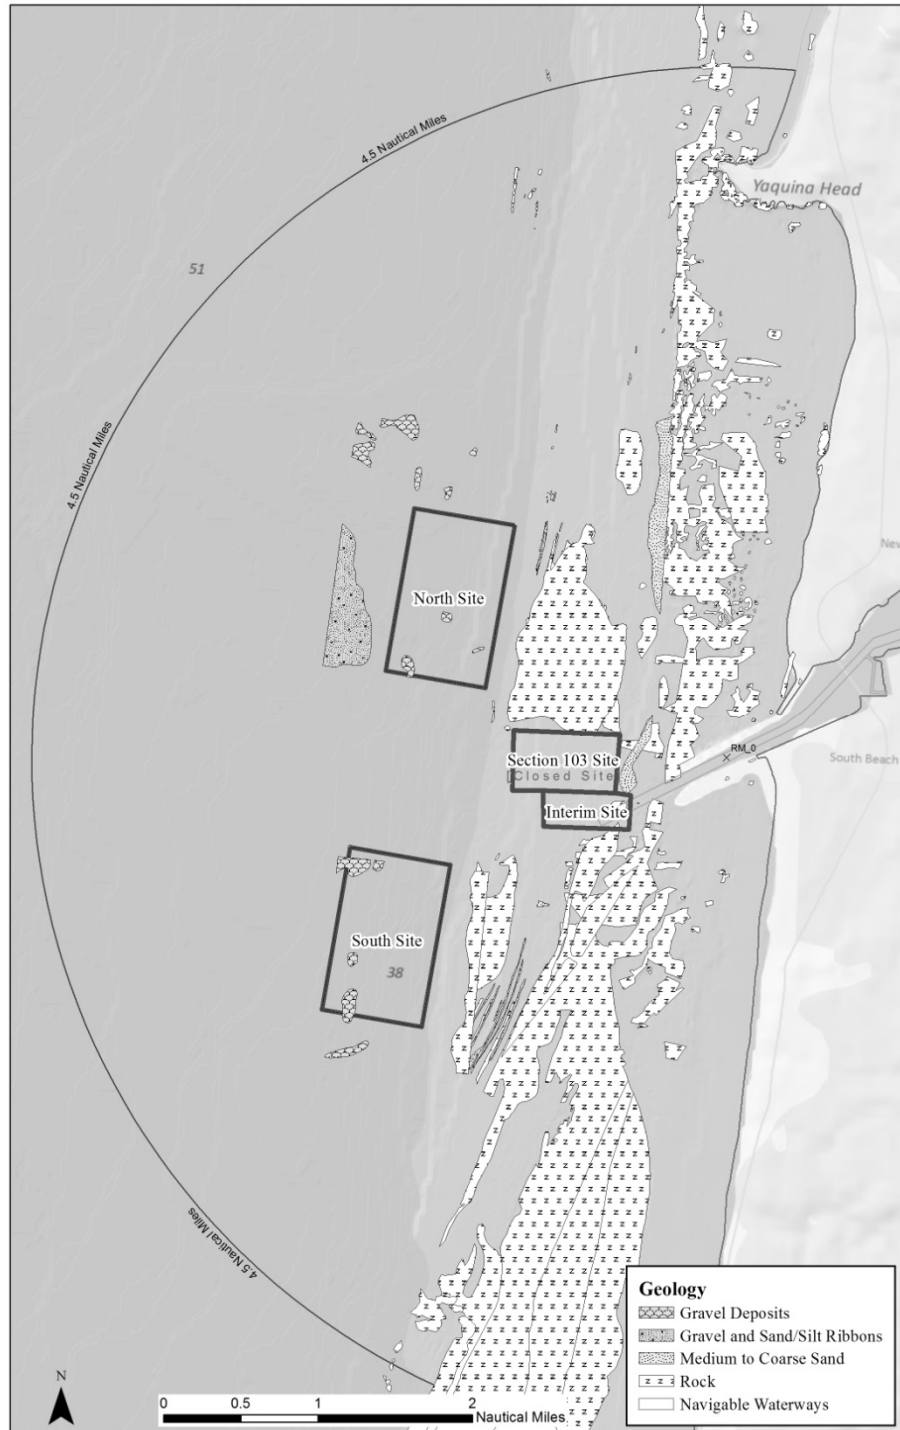 4.5 Nautical Miles
Yaquina Head
51
4.5 Nautical Miles
North Site
New
RM_0
Section 103 Site
Closed Site
South Beach
Interim Site
South Site
38
4.5 Nautical Miles
Geology
Gravel Deposits
Gravel and Sand/Silt Ribbons
Medium to Coarse Sand
Z Z Rock
Navigable Waterways
N
0 0.5 1 2
Nautical Miles